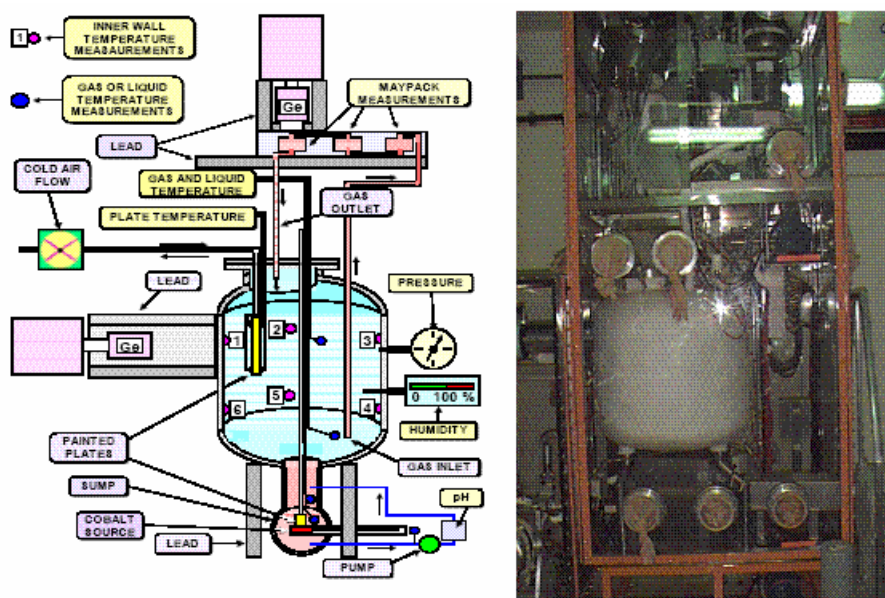 1
INNER WALL
TEMPERATURE
MEASAUREMENTS
GAS OR LIQUID
TEMPERATURE
MEASUREMENTS
Ge
MAYPACK
MEASUREMENTS
LEAD
COLD AIR
FLOW
GAS AND LIQUID
TEMPERATURE
GAS
OUTLET
PLATE TEMPERATURE
LEAD
PRESSURE
Ge
1
2
3
5
6
4
0 100 %
HUMIDITY
PAINTED
PLATES
GAS INLET
SUMP
pH
COBALT
SOURCE
LEAD
PUMP